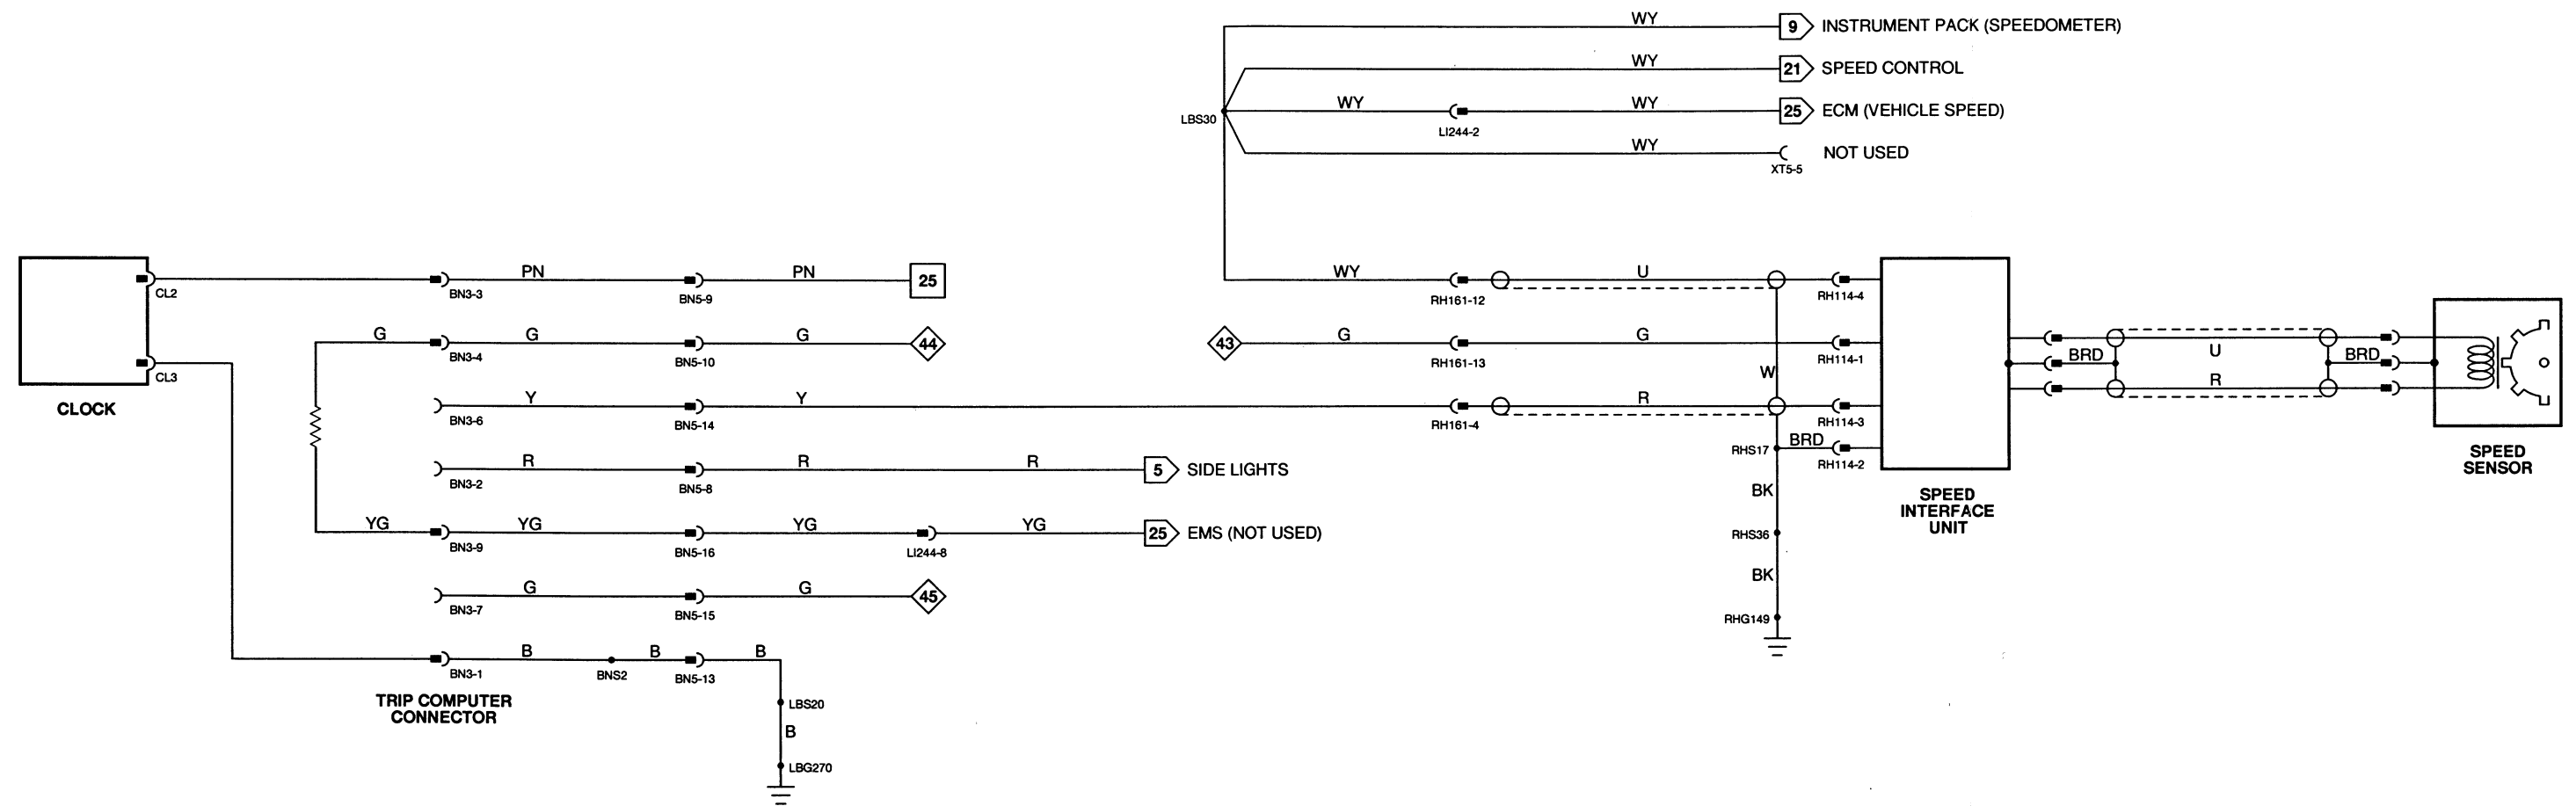 WY
9 INSTRUMENT PACK (SPEEDOMETER)
WY
21 SPEED CONTROL
WY
WY
25 ECM (VEHICLE SPEED)
LBS30
LI244-2
WY
NOT USED
XT5-5
CL2
BN3-3
PN
BN5-9
PN
25
WY
RH161-12
U
RH114-4
G
BN3-4
G
BN5-10
G
44
43
G
RH161-13
G
RH114-1
W
CL3
CLOCK
BN3-6
Y
BN5-14
Y
RH161-4
R
RH114-3
BRD
U
R
BRD
SPEED
SENSOR
BN3-2
R
BN5-8
R
R
5 SIDE LIGHTS
RHS17
BRD
RH114-2
BK
SPEED
INTERFACE
UNIT
YG
BN3-9
YG
BN5-16
YG
LI244-8
YG
25 EMS (NOT USED)
RHS36
BK
BN3-7
G
BN5-15
G
45
RHG149
BN3-1
B
BNS2
B
BN5-13
B
TRIP COMPUTER
CONNECTOR
LBS20
B
LBG270